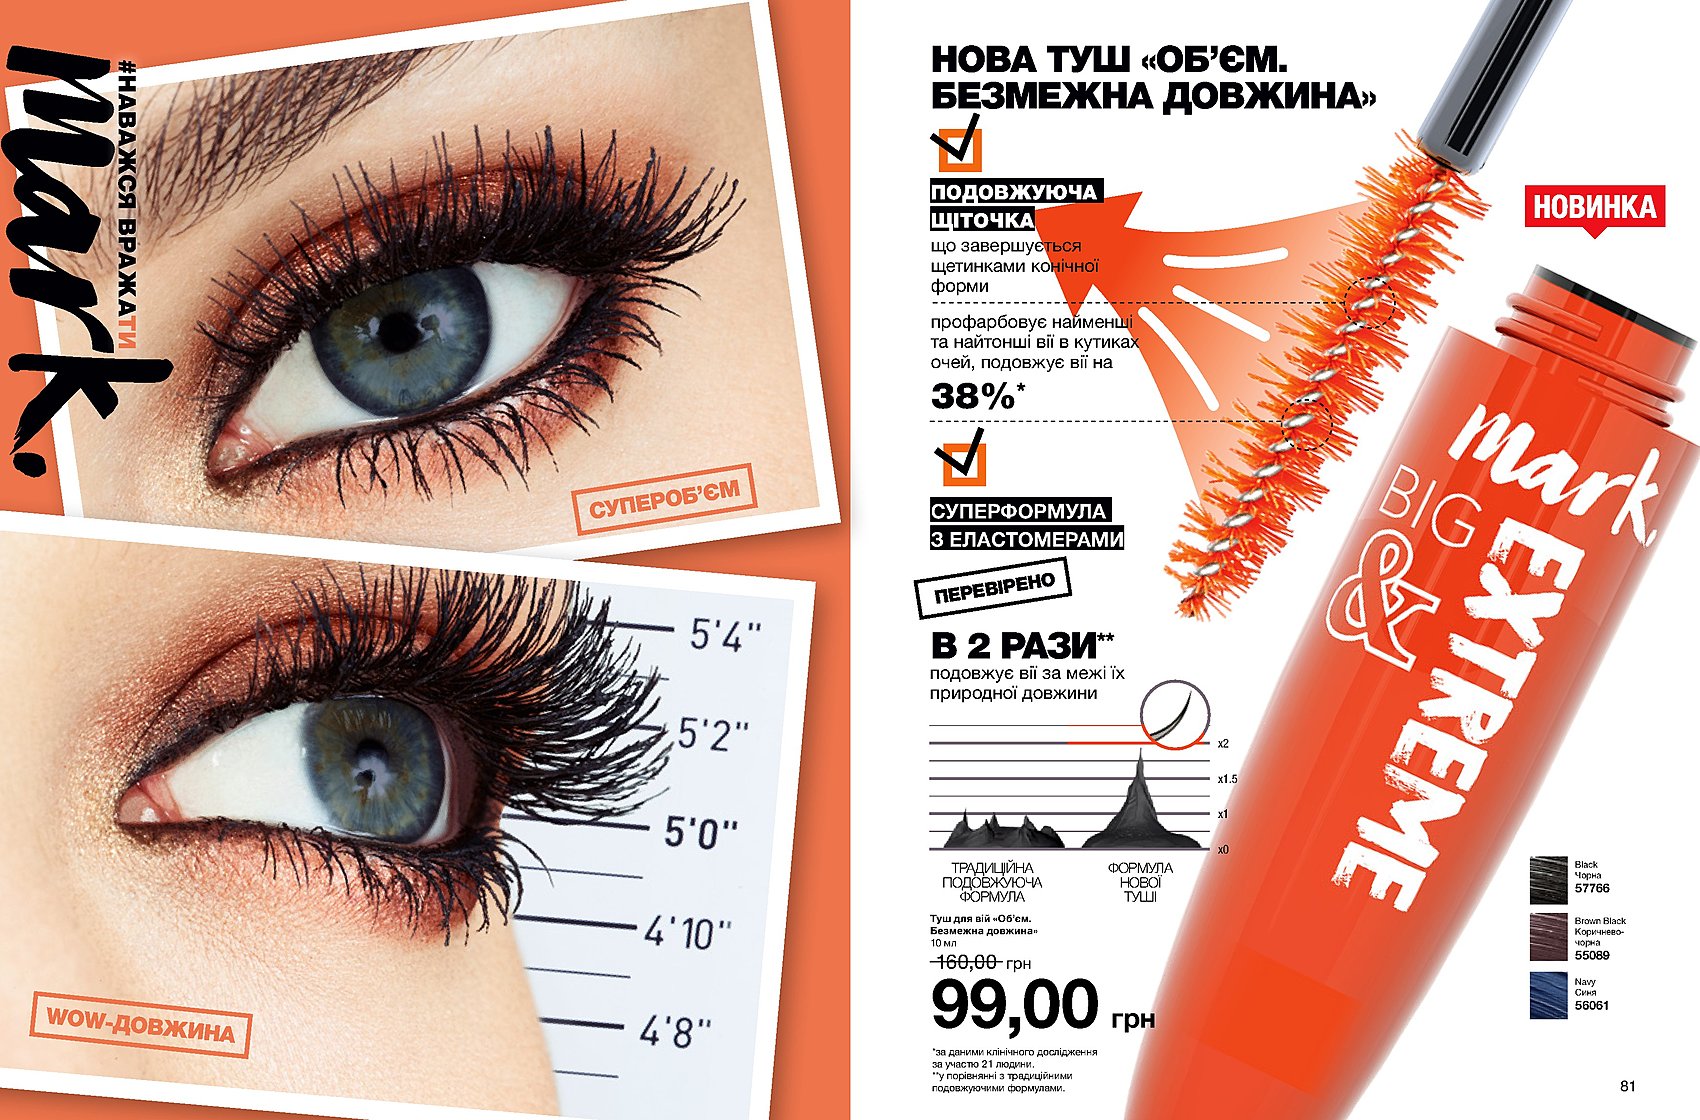 mark.
#НАВАЖСЯ ВРАЖАТИ
СУПЕРОБ'ЄМ
5'4"
5'2"
5'0"
4'10"
4'8"
WOW-ДОВЖИНА
НОВА ТУШ «ОБ'ЄМ.
БЕЗМЕЖНА ДОВЖИНА»
ПОДОВЖУЮЧА
ЩІТОЧКА
що завершується
щетинками конічної
форми
профарбовує найменші
та найтонші вії в кутиках
очей, подовжує вії на
38%*
СУПЕРФОРМУЛА
З ЕЛАСТОМЕРАМИ
ПЕРЕВІРЕНО
В 2 РАЗИ**
подовжує вії за межі їх
природної довжини
x2
x1.5
x1
x0
ТРАДИЦІЙНА
ПОДОВЖУЮЧА
ФОРМУЛА
ФОРМУЛА
НОВОЇ
ТУШІ
Туш для вій «Об'єм.
Безмежна довжина»
10 мл
160,00 грн
99,00 грн
*за даними клінічного дослідження
за участю 21 людини.
**у порівнянні з традиційними
подовжуючими формулами.
НОВИНКА
mark.
BIG
&
EXTREME
Black
Чорна
57766
Brown Black
Коричнево-
чорна
55089
Navy
Синя
56061
81